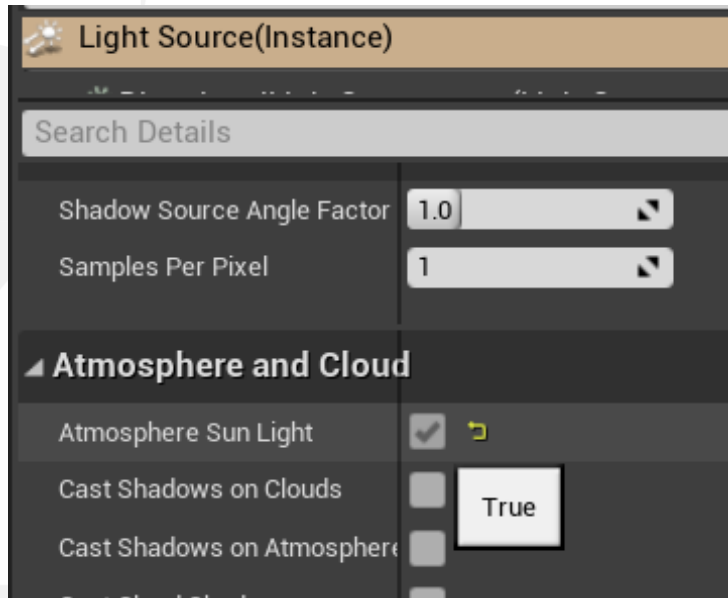 Light Source(Instance)
Search Details
Shadow Source Angle Factor 1.0
Samples Per Pixel 1
Atmosphere and Cloud
Atmosphere Sun Light
Cast Shadows on Clouds
True
Cast Shadows on Atmosphere